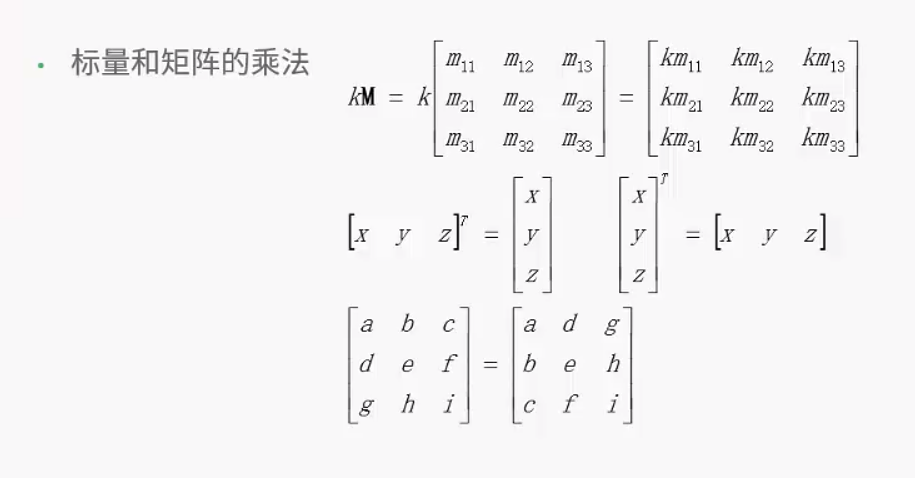 • 标量和矩阵的乘法
kM = k [ m₁₁ m₁₂ m₁₃ ] = [ km₁₁ km₁₂ km₁₃ ]
[ m₂₁ m₂₂ m₂₃ ] [ km₂₁ km₂₂ km₂₃ ]
[ m₃₁ m₃₂ m₃₃ ] [ km₃₁ km₃₂ km₃₃ ]
[x y z]ᵀ = [ x ] [ x ]ᵀ = [x y z]
[ y ] [ y ]
[ z ] [ z ]
[ a b c ] = [ a d g ]
[ d e f ] [ b e h ]
[ g h i ] [ c f i ]